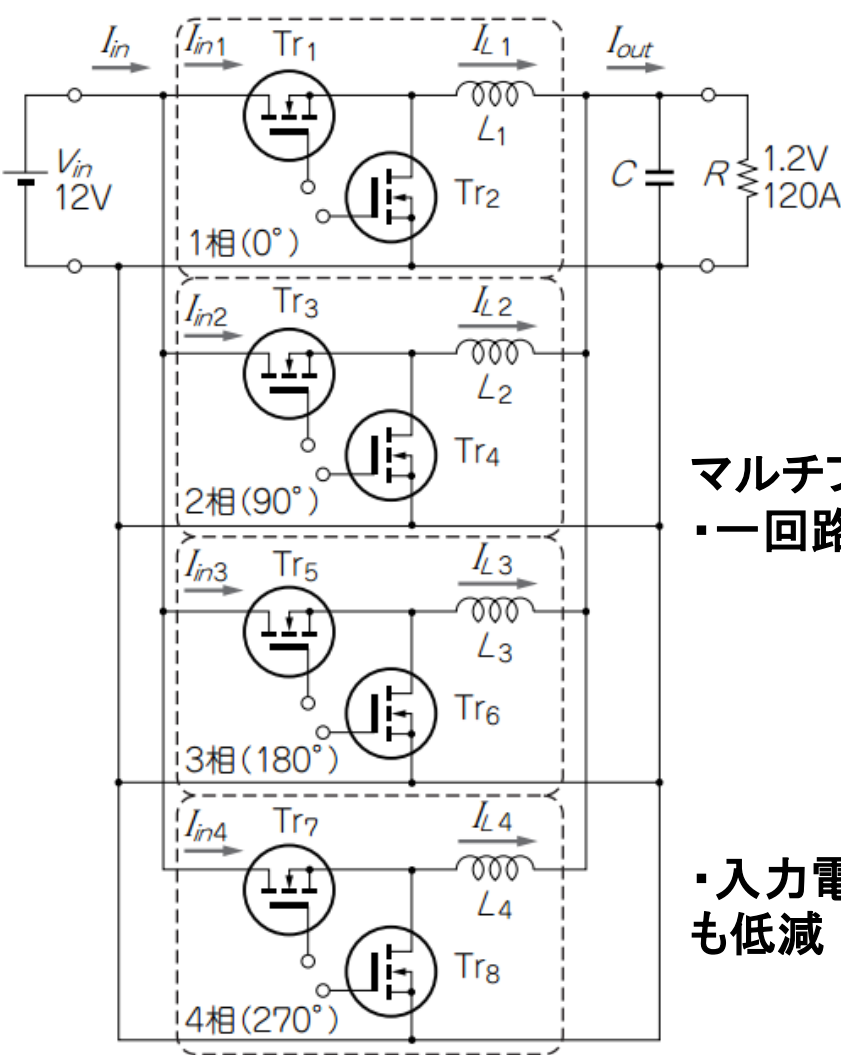 I_in
I_in1
Tr1
I_L1
I_out
L1
V_in
12V
Tr2
C
R
1.2V
120A
1相(0°)
I_in2
Tr3
I_L2
L2
Tr4
2相(90°)
マルチ
・一回路
I_in3
Tr5
I_L3
L3
Tr6
3相(180°)
I_in4
Tr7
I_L4
L4
Tr8
4相(270°)
・入力電
も低減